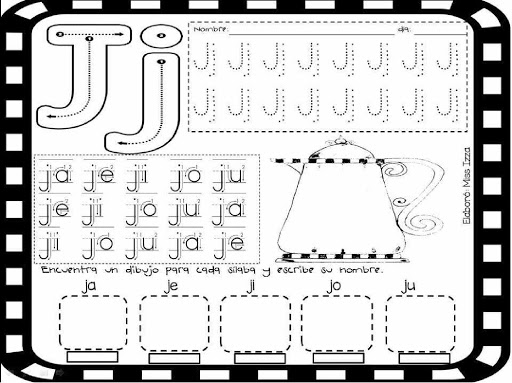 Jj
Nombre: dia:
J j J j J j J j
J j J j J j J j
ja je ji jo ju
je ji jo ju ja
ji jo ju ja je
Elaboró Miss Izza
Encuentra un dibujo para cada sílaba y escribe su nombre.
ja je ji jo ju